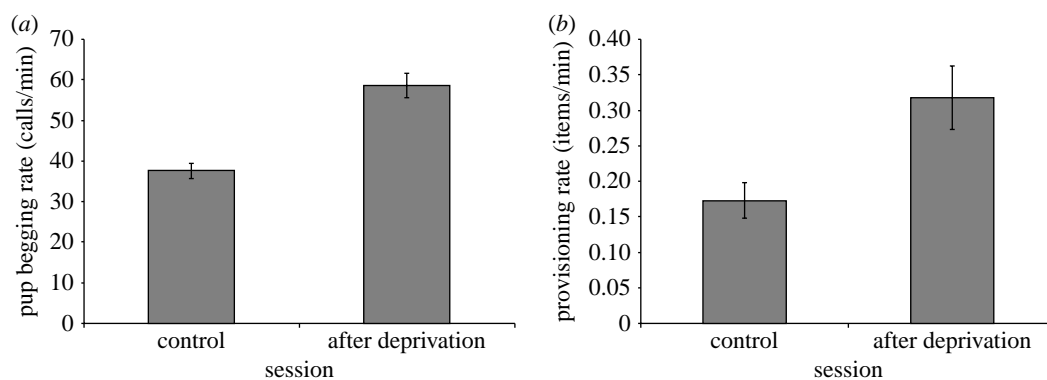 (a)
pup begging rate (calls/min)
70
60
50
40
30
20
10
0
control after deprivation
session
(b)
provisioning rate (items/min)
0.40
0.35
0.30
0.25
0.20
0.15
0.10
0.05
0
control after deprivation
session